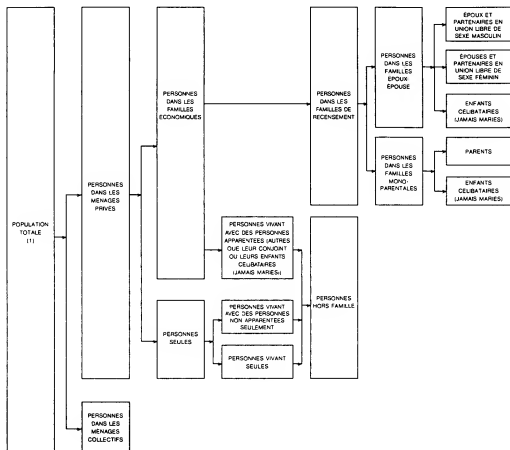 POPULATION
TOTALE
(1)
PERSONNES
DANS LES
MÉNAGES
PRIVÉS
PERSONNES
DANS LES
MÉNAGES
COLLECTIFS
PERSONNES
DANS LES
FAMILLES
ÉCONOMIQUES
PERSONNES
SEULES
PERSONNES VIVANT
AVEC DES PERSONNES
APPARENTÉES (AUTRES
QUE LEUR CONJOINT
OU LEURS ENFANTS
CÉLIBATAIRES
(JAMAIS MARIÉS))
PERSONNES VIVANT
AVEC DES PERSONNES
NON APPARENTÉES
SEULEMENT
PERSONNES VIVANT
SEULES
PERSONNES
DANS LES
FAMILLES DE
RECENSEMENT
PERSONNES
HORS FAMILLE
PERSONNES
DANS LES
FAMILLES
ÉPOUX-
ÉPOUSE
PERSONNES
DANS LES
FAMILLES
MONO-
PARENTALES
ÉPOUX ET
PARTENAIRES EN
UNION LIBRE DE
SEXE MASCULIN
ÉPOUSES ET
PARTENAIRES EN
UNION LIBRE DE
SEXE FÉMININ
ENFANTS
CÉLIBATAIRES
(JAMAIS MARIÉS)
PARENTS
ENFANTS
CÉLIBATAIRES
(JAMAIS MARIÉS)